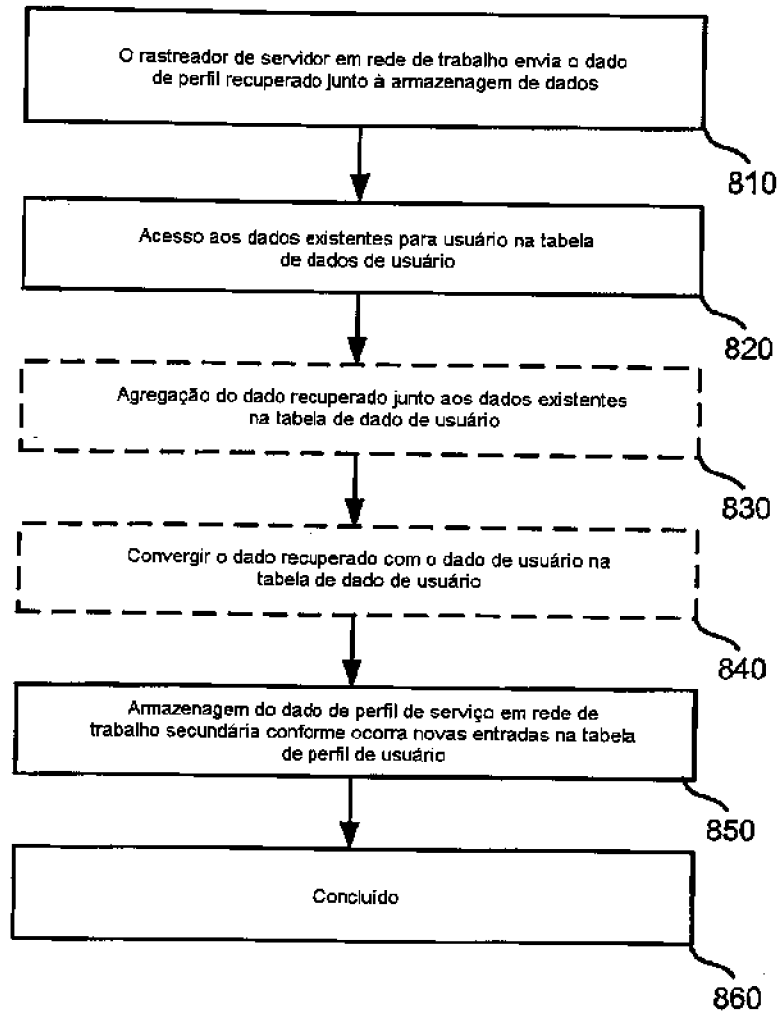 O rastreador de servidor em rede de trabalho envia o dado
de perfil recuperado junto à armazenagem de dados
810
Acesso aos dados existentes para usuário na tabela
de dados de usuário
820
Agregação do dado recuperado junto aos dados existentes
na tabela de dado de usuário
830
Convergir o dado recuperado com o dado de usuário na
tabela de dado de usuário
840
Armazenagem do dado de perfil de serviço em rede de
trabalho secundária conforme ocorra novas entradas na tabela
de perfil de usuário
850
Concluído
860